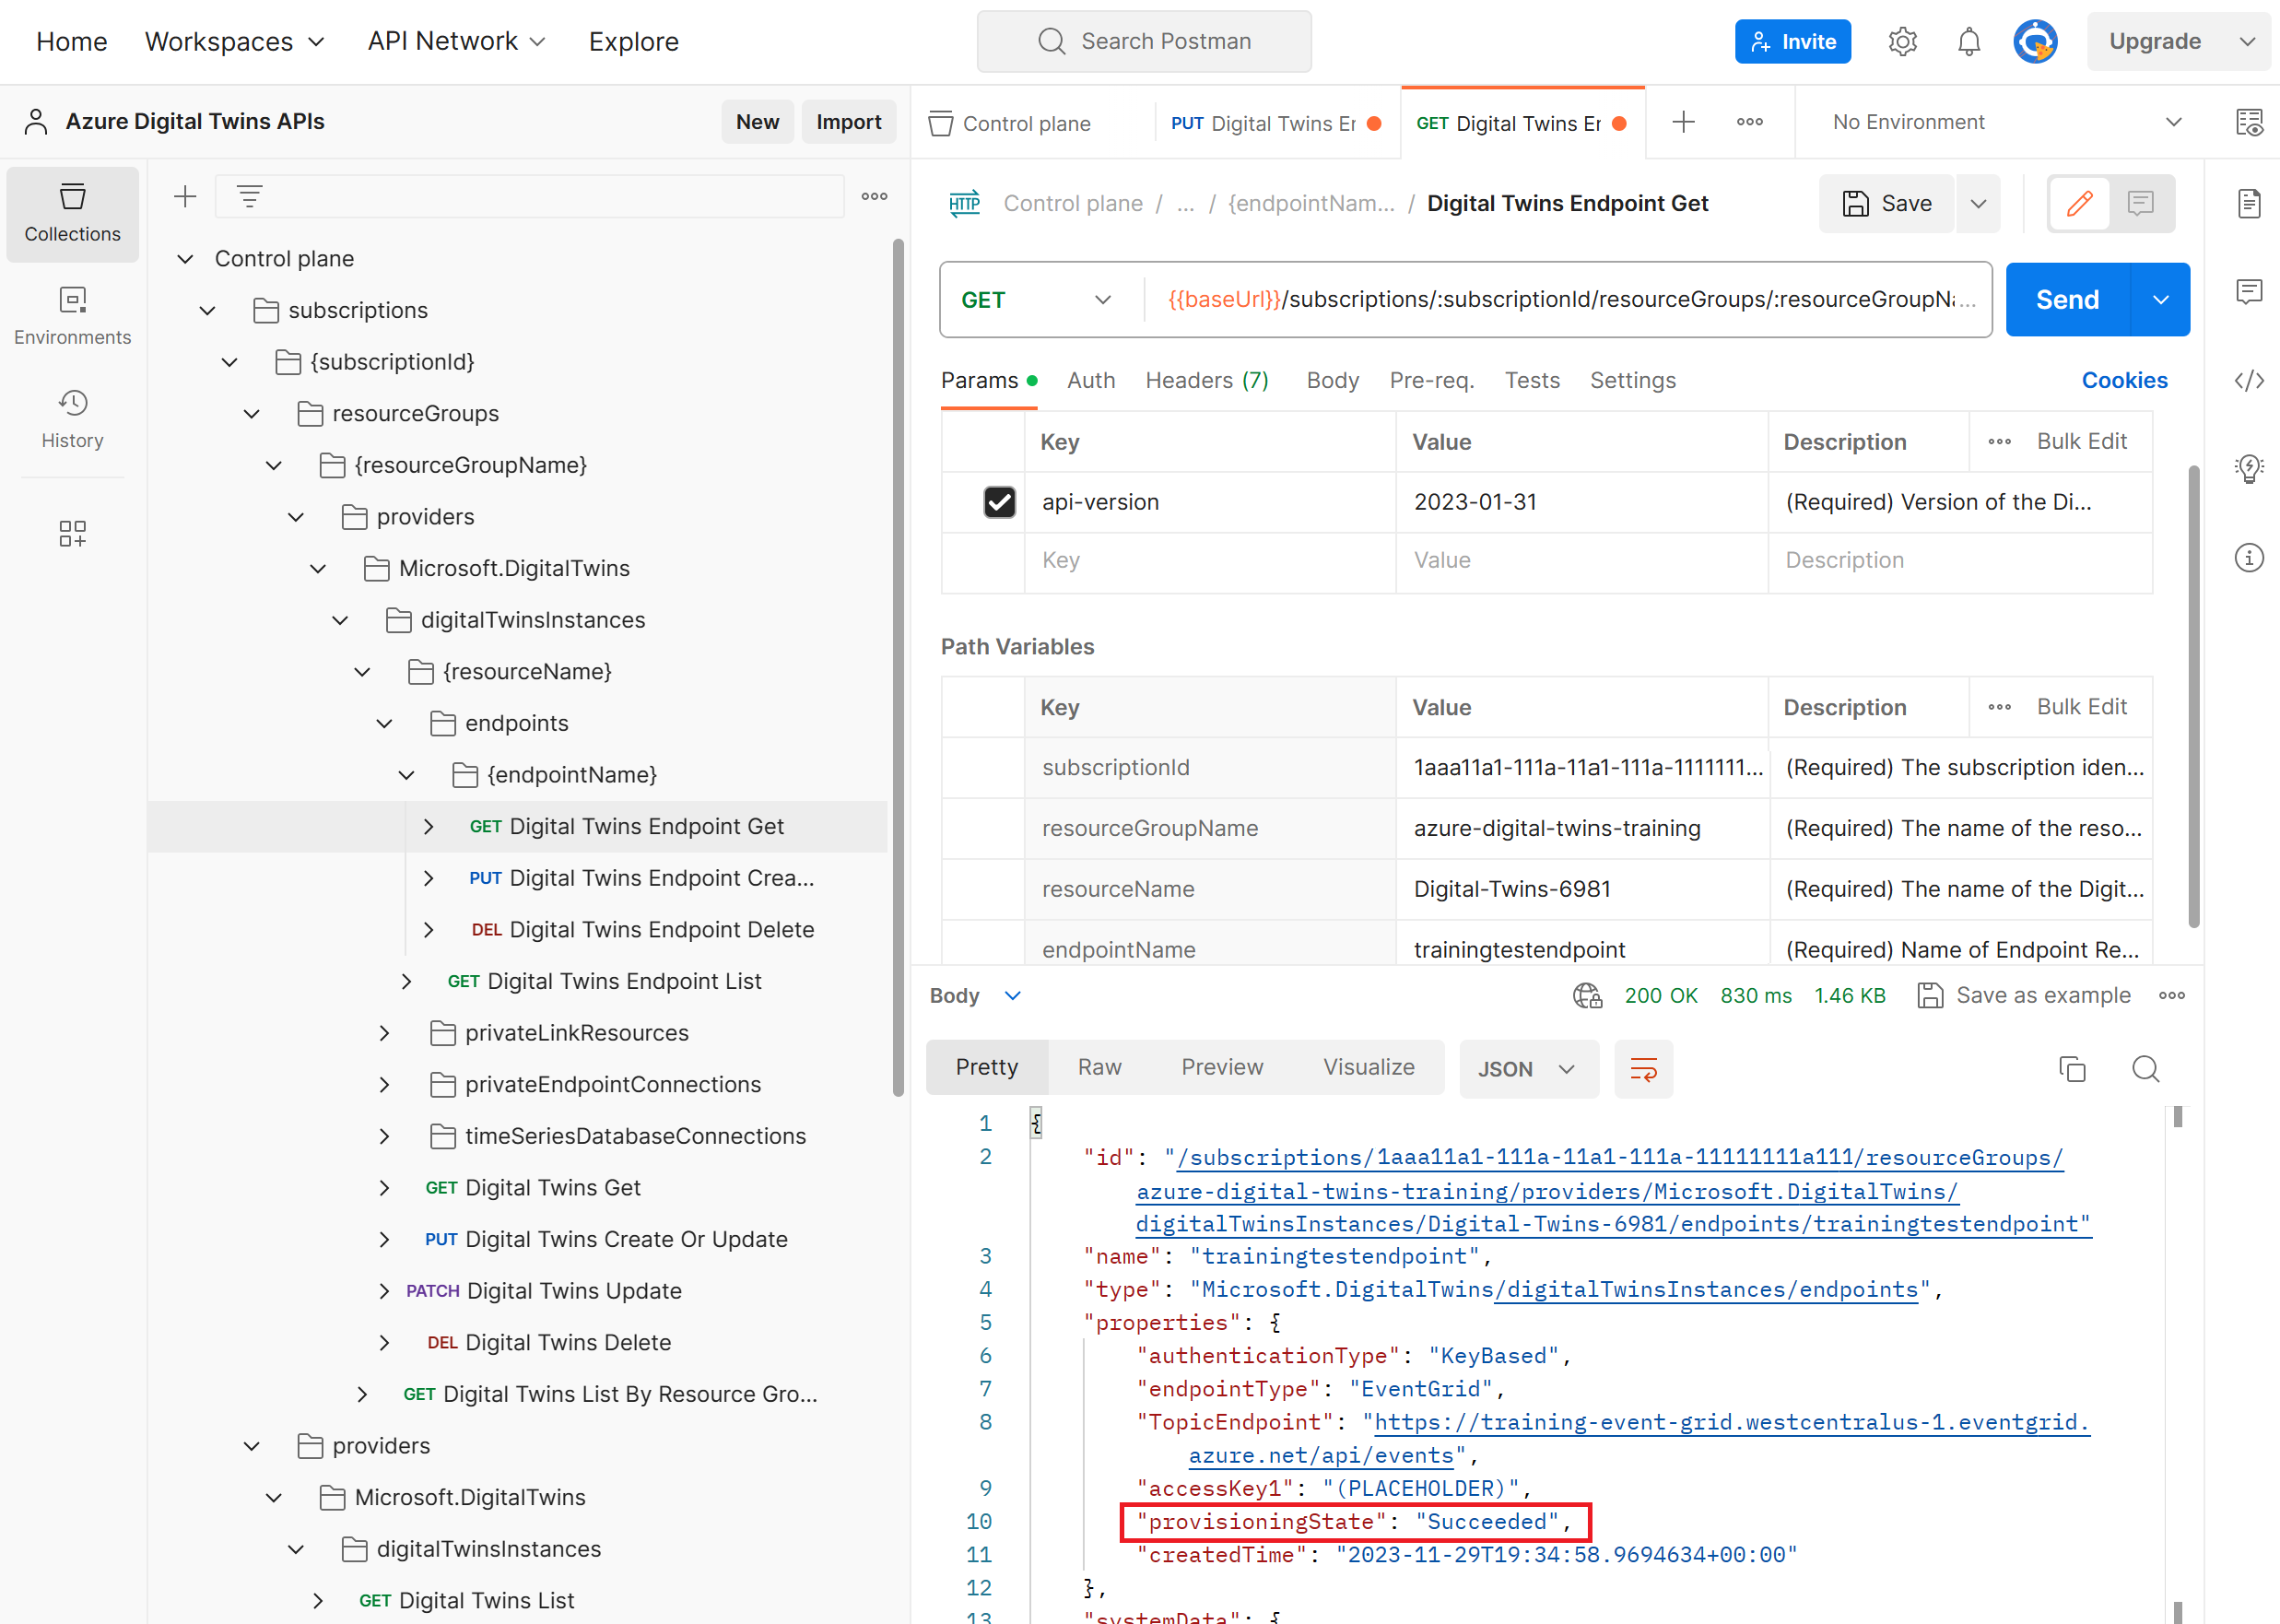 Home
Workspaces
API Network
Explore
Search Postman
Invite
Upgrade
Azure Digital Twins APIs
New
Import
Control plane
PUT Digital Twins Er
GET Digital Twins Er
No Environment
Collections
Environments
History
Control plane
subscriptions
{subscriptionId}
resourceGroups
{resourceGroupName}
providers
Microsoft.DigitalTwins
digitalTwinsInstances
{resourceName}
endpoints
{endpointName}
GET Digital Twins Endpoint Get
PUT Digital Twins Endpoint Crea...
DEL Digital Twins Endpoint Delete
GET Digital Twins Endpoint List
privateLinkResources
privateEndpointConnections
timeSeriesDatabaseConnections
GET Digital Twins Get
PUT Digital Twins Create Or Update
PATCH Digital Twins Update
DEL Digital Twins Delete
GET Digital Twins List By Resource Gro...
providers
Microsoft.DigitalTwins
digitalTwinsInstances
GET Digital Twins List
HTTP Control plane / ... / {endpointNam... / Digital Twins Endpoint Get
Save
GET {{baseUrl}}/subscriptions/:subscriptionId/resourceGroups/:resourceGroupNa...
Send
Params Auth Headers (7) Body Pre-req. Tests Settings Cookies
Key Value Description Bulk Edit
api-version 2023-01-31 (Required) Version of the Di...
Key Value Description
Path Variables
Key Value Description Bulk Edit
subscriptionId 1aaa11a1-111a-11a1-111a-1111111... (Required) The subscription iden...
resourceGroupName azure-digital-twins-training (Required) The name of the reso...
resourceName Digital-Twins-6981 (Required) The name of the Digit...
endpointName trainingtestendpoint (Required) Name of Endpoint Re...
Body 200 OK 830 ms 1.46 KB Save as example
Pretty Raw Preview Visualize JSON
1 {
2 "id": "/subscriptions/1aaa11a1-111a-11a1-111a-11111111a111/resourceGroups/
azure-digital-twins-training/providers/Microsoft.DigitalTwins/
digitalTwinsInstances/Digital-Twins-6981/endpoints/trainingtestendpoint"
3 "name": "trainingtestendpoint",
4 "type": "Microsoft.DigitalTwins/digitalTwinsInstances/endpoints",
5 "properties": {
6 "authenticationType": "KeyBased",
7 "endpointType": "EventGrid",
8 "TopicEndpoint": "https://training-event-grid.westcentralus-1.eventgrid.
azure.net/api/events",
9 "accessKey1": "(PLACEHOLDER)",
10 "provisioningState": "Succeeded",
11 "createdTime": "2023-11-29T19:34:58.9694634+00:00"
12 },
13 "systemData": {